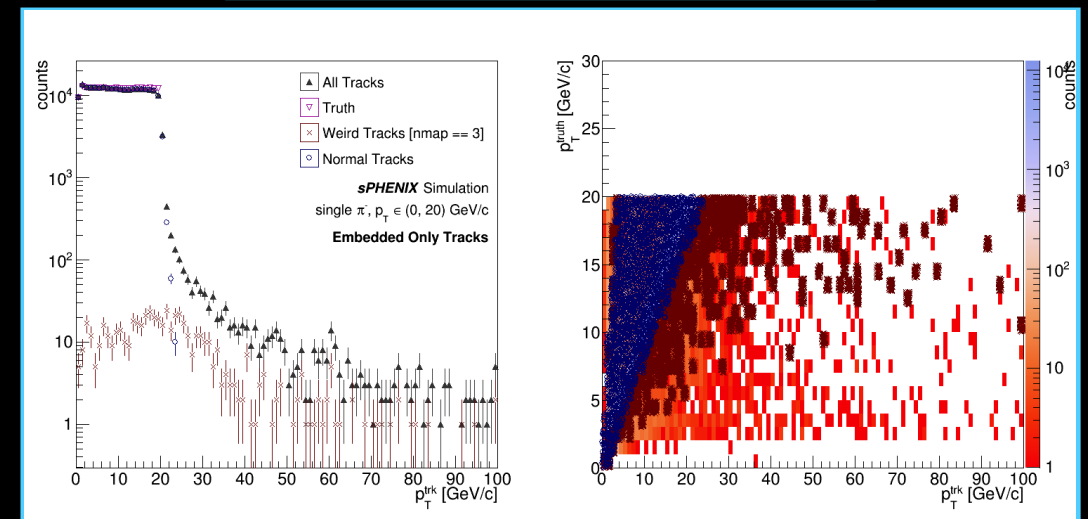 counts
10⁴
10³
10²
10
1
0 10 20 30 40 50 60 70 80 90 100
p_T^trk [GeV/c]
All Tracks
Truth
Weird Tracks [nmap == 3]
Normal Tracks
sPHENIX Simulation
single π⁻, p_T ∈ (0, 20) GeV/c
Embedded Only Tracks
p_T^truth [GeV/c]
30
25
20
15
10
5
0
0 10 20 30 40 50 60 70 80 90 100
p_T^trk [GeV/c]
counts
10⁴
10³
10²
10
1